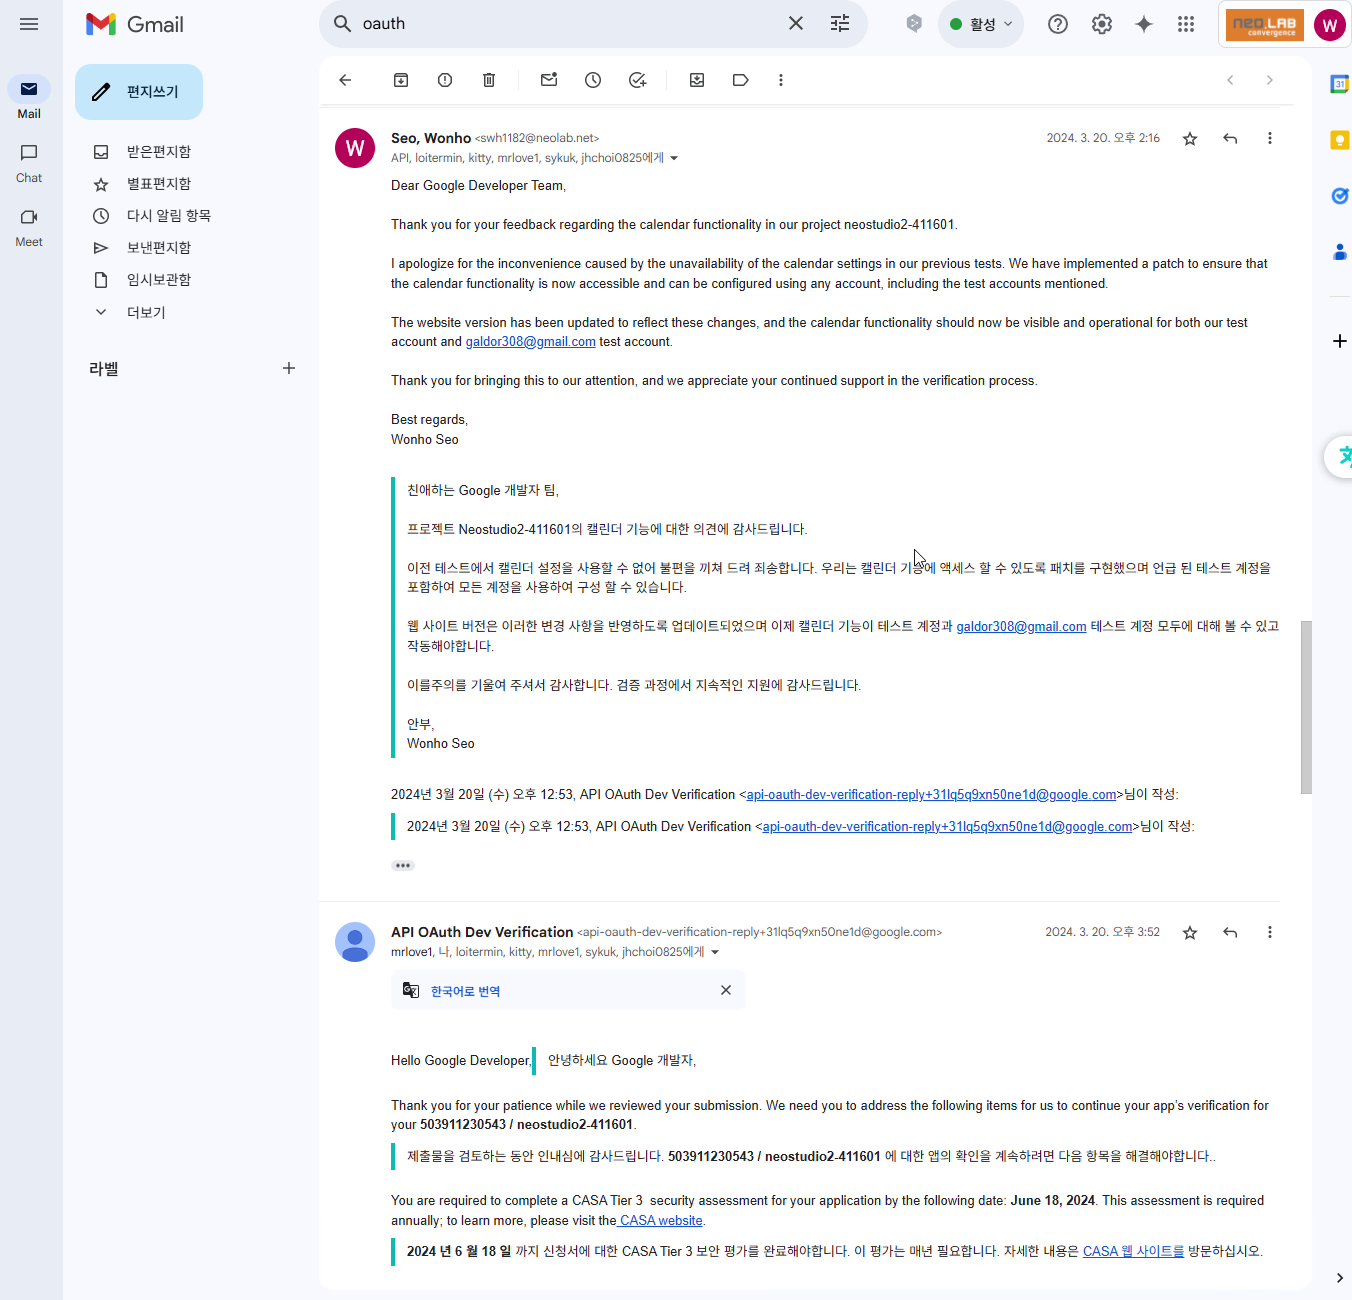 Gmail
oauth
활성
neo.LAB
convergence
W
편지쓰기
Mail
Chat
Meet
받은편지함
별표편지함
다시 알림 항목
보낸편지함
임시보관함
더보기
라벨
31
W
Seo, Wonho <swh1182@neolab.net>
2024. 3. 20. 오후 2:16
API, loitermin, kitty, mrlove1, sykuk, jhchoi0825에게
Dear Google Developer Team,
Thank you for your feedback regarding the calendar functionality in our project neostudio2-411601.
I apologize for the inconvenience caused by the unavailability of the calendar settings in our previous tests. We have implemented a patch to ensure that
the calendar functionality is now accessible and can be configured using any account, including the test accounts mentioned.
The website version has been updated to reflect these changes, and the calendar functionality should now be visible and operational for both our test
account and galdor308@gmail.com test account.
Thank you for bringing this to our attention, and we appreciate your continued support in the verification process.
Best regards,
Wonho Seo
친애하는 Google 개발자 팀,
프로젝트 Neostudio2-411601의 캘린더 기능에 대한 의견에 감사드립니다.
이전 테스트에서 캘린더 설정을 사용할 수 없어 불편을 끼쳐 드려 죄송합니다. 우리는 캘린더 기능에 액세스 할 수 있도록 패치를 구현했으며 언급 된 테스트 계정을
포함하여 모든 계정을 사용하여 구성 할 수 있습니다.
웹 사이트 버전은 이러한 변경 사항을 반영하도록 업데이트되었으며 이제 캘린더 기능이 테스트 계정과 galdor308@gmail.com 테스트 계정 모두에 대해 볼 수 있고
작동해야합니다.
이를주의를 기울여 주셔서 감사합니다. 검증 과정에서 지속적인 지원에 감사드립니다.
안부,
Wonho Seo
2024년 3월 20일 (수) 오후 12:53, API OAuth Dev Verification <api-oauth-dev-verification-reply+31lq5q9xn50ne1d@google.com>님이 작성:
2024년 3월 20일 (수) 오후 12:53, API OAuth Dev Verification <api-oauth-dev-verification-reply+31lq5q9xn50ne1d@google.com>님이 작성:
API OAuth Dev Verification <api-oauth-dev-verification-reply+31lq5q9xn50ne1d@google.com>
2024. 3. 20. 오후 3:52
mrlove1, 나, loitermin, kitty, mrlove1, sykuk, jhchoi0825에게
한국어로 번역
Hello Google Developer, 안녕하세요 Google 개발자,
Thank you for your patience while we reviewed your submission. We need you to address the following items for us to continue your app's verification for
your 503911230543 / neostudio2-411601.
제출물을 검토하는 동안 인내심에 감사드립니다. 503911230543 / neostudio2-411601 에 대한 앱의 확인을 계속하려면 다음 항목을 해결해야합니다..
You are required to complete a CASA Tier 3 security assessment for your application by the following date: June 18, 2024. This assessment is required
annually; to learn more, please visit the CASA website.
2024 년 6 월 18 일 까지 신청서에 대한 CASA Tier 3 보안 평가를 완료해야합니다. 이 평가는 매년 필요합니다. 자세한 내용은 CASA 웹 사이트를 방문하십시오.